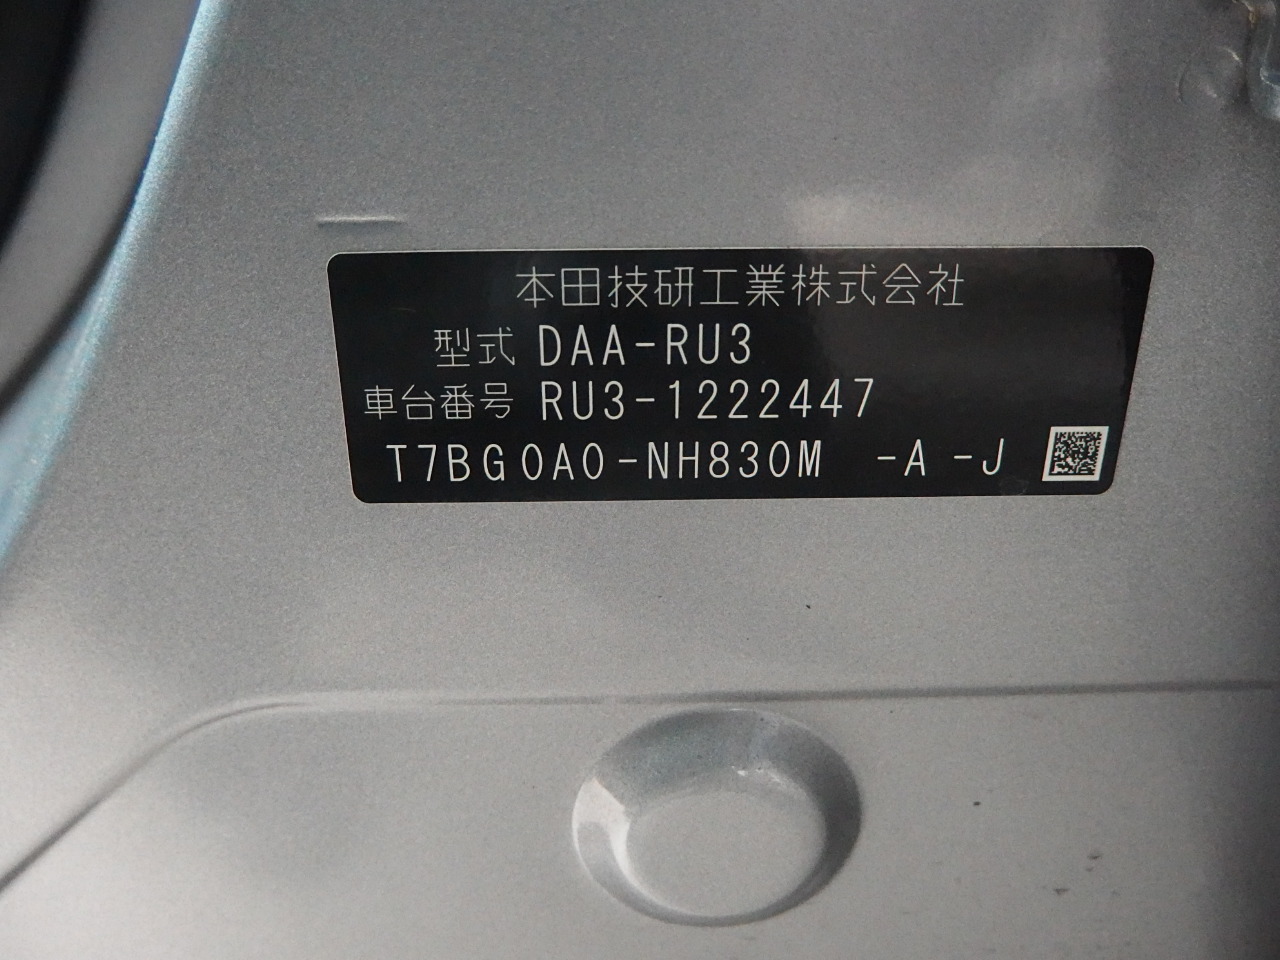 本田技研工業株式会社
型式 DAA-RU3
車台番号 RU3-1222447
T7BG0A0-NH830M -A -J